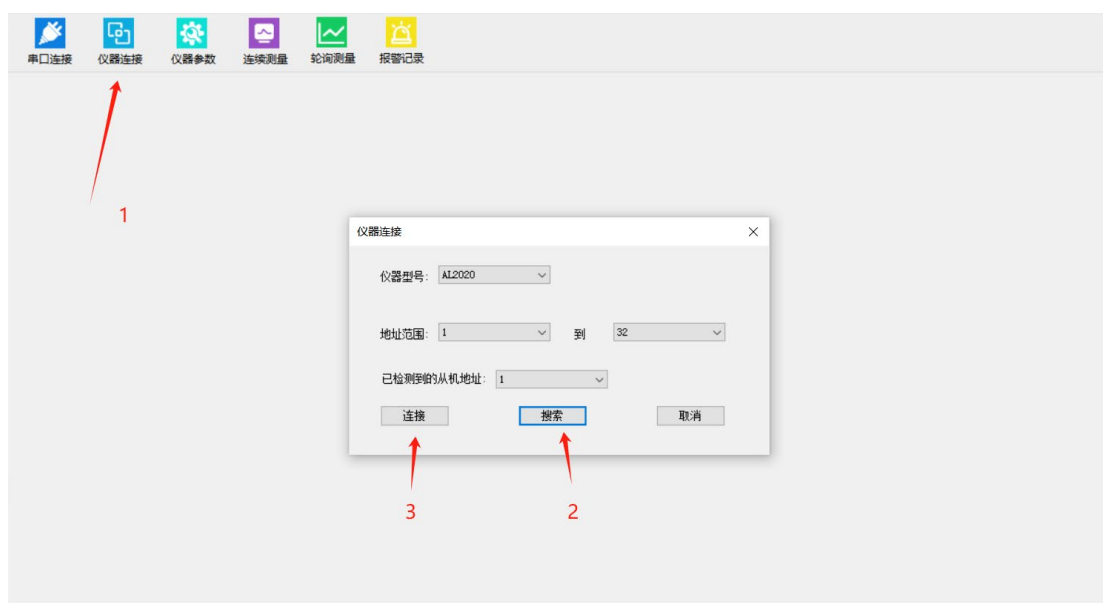 串口连接 仪器连接 仪器参数 连续测量 轮询测量 报警记录
1
仪器连接
仪器型号: AL2020
地址范围: 1 到 32
已检测到的从机地址: 1
连接 搜索 取消
3 2